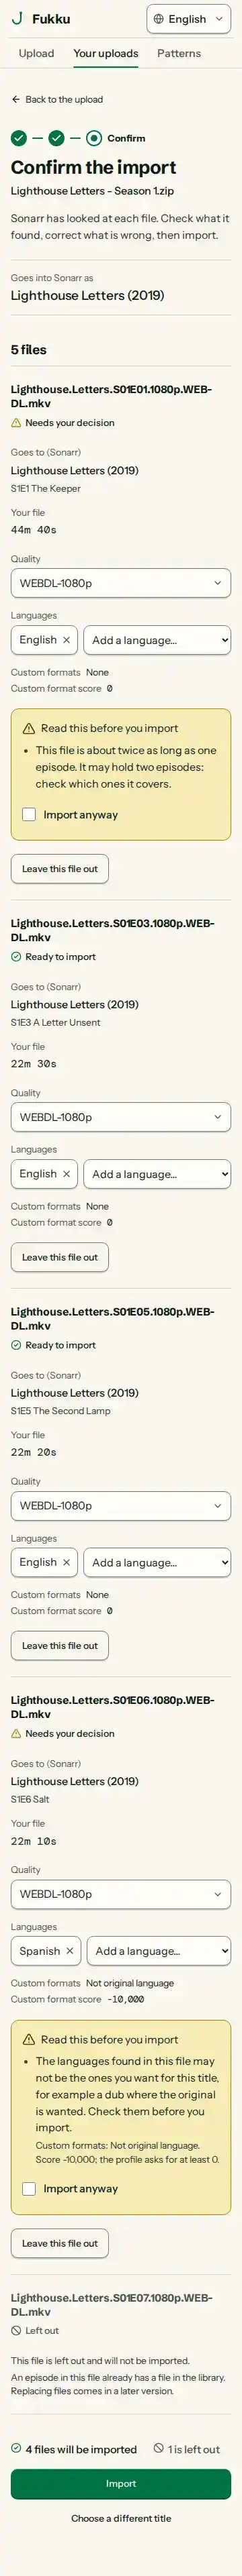 Fukku
English
Upload
Your uploads
Patterns
Back to the upload
Confirm
Confirm the import
Lighthouse Letters - Season 1.zip
Sonarr has looked at each file. Check what it
found, correct what is wrong, then import.
Goes into Sonarr as
Lighthouse Letters (2019)
5 files
Lighthouse.Letters.S01E01.1080p.WEB-
DL.mkv
Needs your decision
Goes to (Sonarr)
Lighthouse Letters (2019)
S1E1 The Keeper
Your file
44m 40s
Quality
WEBDL-1080p
Languages
English
Add a language...
Custom formats None
Custom format score 0
Read this before you import
• This file is about twice as long as one
episode. It may hold two episodes:
check which ones it covers.
Import anyway
Leave this file out
Lighthouse.Letters.S01E03.1080p.WEB-
DL.mkv
Ready to import
Goes to (Sonarr)
Lighthouse Letters (2019)
S1E3 A Letter Unsent
Your file
22m 30s
Quality
WEBDL-1080p
Languages
English
Add a language...
Custom formats None
Custom format score 0
Leave this file out
Lighthouse.Letters.S01E05.1080p.WEB-
DL.mkv
Ready to import
Goes to (Sonarr)
Lighthouse Letters (2019)
S1E5 The Second Lamp
Your file
22m 20s
Quality
WEBDL-1080p
Languages
English
Add a language...
Custom formats None
Custom format score 0
Leave this file out
Lighthouse.Letters.S01E06.1080p.WEB-
DL.mkv
Needs your decision
Goes to (Sonarr)
Lighthouse Letters (2019)
S1E6 Salt
Your file
22m 10s
Quality
WEBDL-1080p
Languages
Spanish
Add a language...
Custom formats Not original language
Custom format score -10,000
Read this before you import
• The languages found in this file may
not be the ones you want for this title,
for example a dub where the original
is wanted. Check them before you
import.
Custom formats: Not original language.
Score -10,000; the profile asks for at least 0.
Import anyway
Leave this file out
Lighthouse.Letters.S01E07.1080p.WEB-
DL.mkv
Left out
This file is left out and will not be imported.
An episode in this file already has a file in the library.
Replacing files comes in a later version.
4 files will be imported
1 is left out
Import
Choose a different title